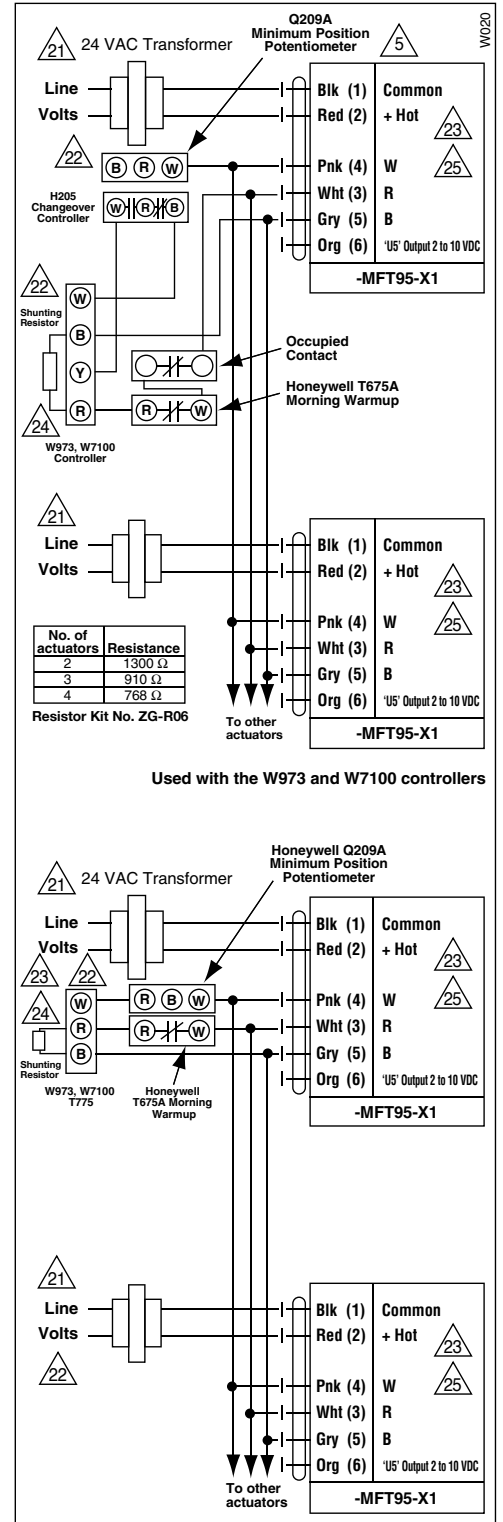 W020
Q209A
Minimum Position
Potentiometer
21 24 VAC Transformer
5
Line
Volts
Blk (1) Common
Red (2) + Hot
23
22
B R W
Pnk (4) W
25
H205
Changeover
Controller
W R B
Wht (3) R
Gry (5) B
Org (6) 'U5' Output 2 to 10 VDC
-MFT95-X1
22
Shunting
Resistor
W
B
Y
R
24
W973, W7100
Controller
Occupied
Contact
R W
Honeywell T675A
Morning Warmup
21
Line
Volts
Blk (1) Common
Red (2) + Hot
23
Pnk (4) W
25
Wht (3) R
Gry (5) B
Org (6) 'U5' Output 2 to 10 VDC
-MFT95-X1
No. of
actuators Resistance
2 1300 Ω
3 910 Ω
4 768 Ω
Resistor Kit No. ZG-R06
To other
actuators
Used with the W973 and W7100 controllers
Honeywell Q209A
Minimum Position
Potentiometer
21 24 VAC Transformer
Line
Volts
Blk (1) Common
Red (2) + Hot
23
23 22
24
W
R
B
R B W
R W
Pnk (4) W
25
Wht (3) R
Gry (5) B
Org (6) 'U5' Output 2 to 10 VDC
-MFT95-X1
Shunting
Resistor
W973, W7100
T775
Honeywell
T675A Morning
Warmup
21
Line
Volts
22
Blk (1) Common
Red (2) + Hot
23
Pnk (4) W
25
Wht (3) R
Gry (5) B
Org (6) 'U5' Output 2 to 10 VDC
-MFT95-X1
To other
actuators